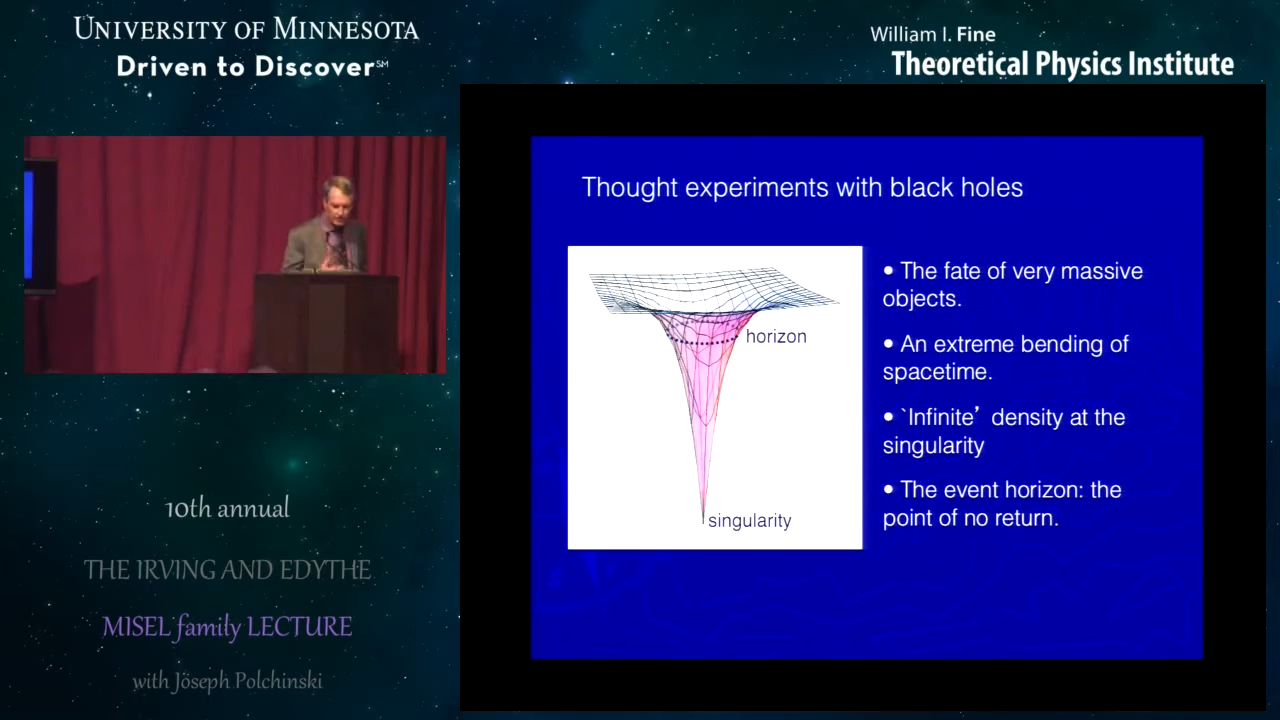 UNIVERSITY OF MINNESOTA
Driven to Discover℠
William I. Fine
Theoretical Physics Institute
Thought experiments with black holes
horizon
singularity
• The fate of very massive
objects.
• An extreme bending of
spacetime.
• `Infinite’ density at the
singularity
• The event horizon: the
point of no return.
10th annual
THE IRVING AND EDYTHE
MISEL family LECTURE
with Joseph Polchinski